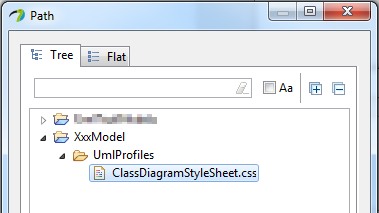 Path
Tree Flat
Aa
XxxModel
UmlProfiles
ClassDiagramStyleSheet.css